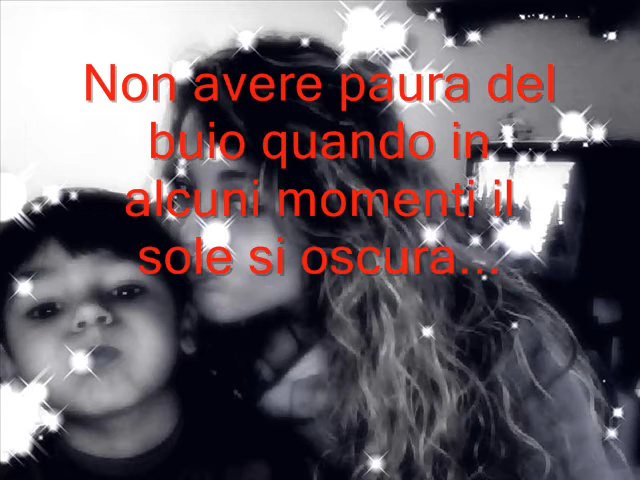 Non avere paura del
buio quando in
alcuni momenti il
sole si oscura...